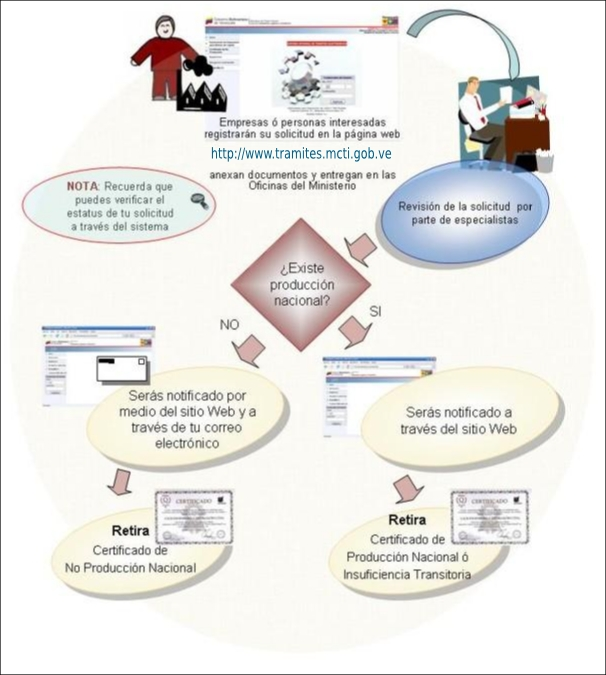 Empresas ó personas interesadas
registrarán su solicitud en la página web
http://www.tramites.mcti.gob.ve
anexan documentos y entregan en las
Oficinas del Ministerio
NOTA: Recuerda que
puedes verificar el
estatus de tu solicitud
a través del sistema
Revisión de la solicitud por
parte de especialistas
¿Existe
producción
nacional?
NO
SI
Serás notificado por
medio del sitio Web y a
través de tu correo
electrónico
Serás notificado a
través del sitio Web
CERTIFICADO
Retira
Certificado de
No Producción Nacional
CERTIFICADO
Retira
Certificado de
Producción Nacional ó
Insuficiencia Transitoria